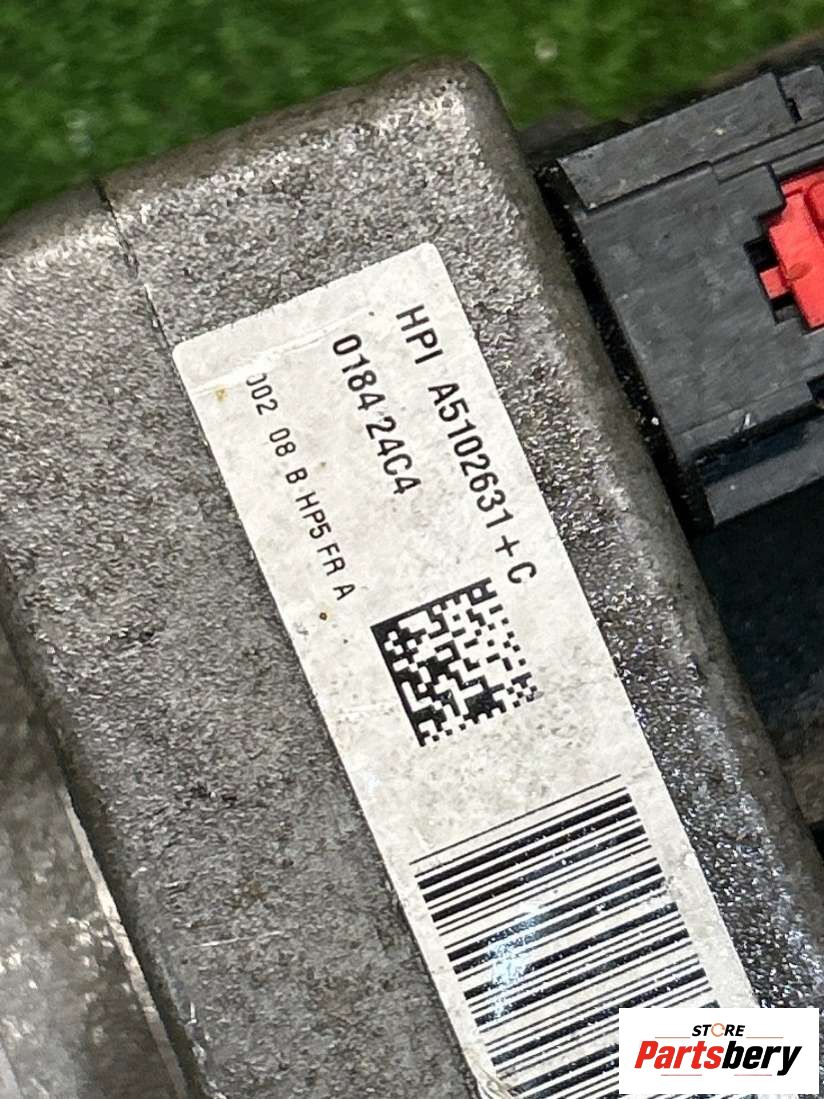 HPI A5102631+C
0184 24C4
002 08 B HP5 FR A
STORE
Partsbery